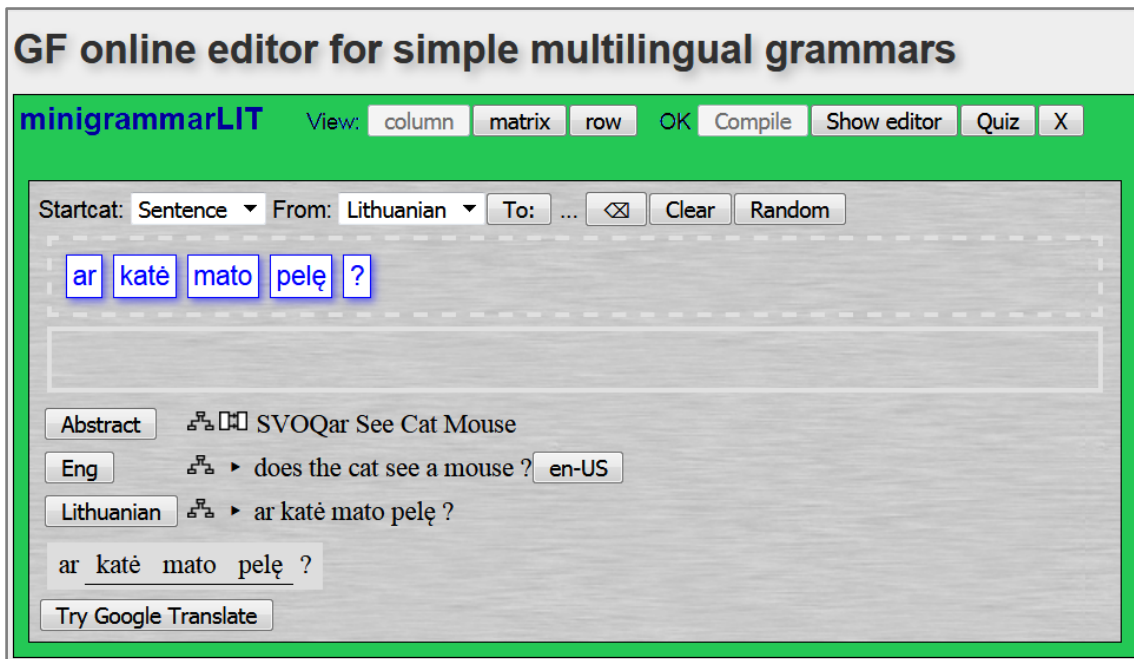 GF online editor for simple multilingual grammars
minigrammarLIT View: column matrix row OK Compile Show editor Quiz X
Startcat: Sentence From: Lithuanian To: ... ⌫ Clear Random
ar katė mato pelę ?
Abstract SVOQar See Cat Mouse
Eng does the cat see a mouse ? en-US
Lithuanian ar katė mato pelę ?
ar katė mato pelę ?
Try Google Translate